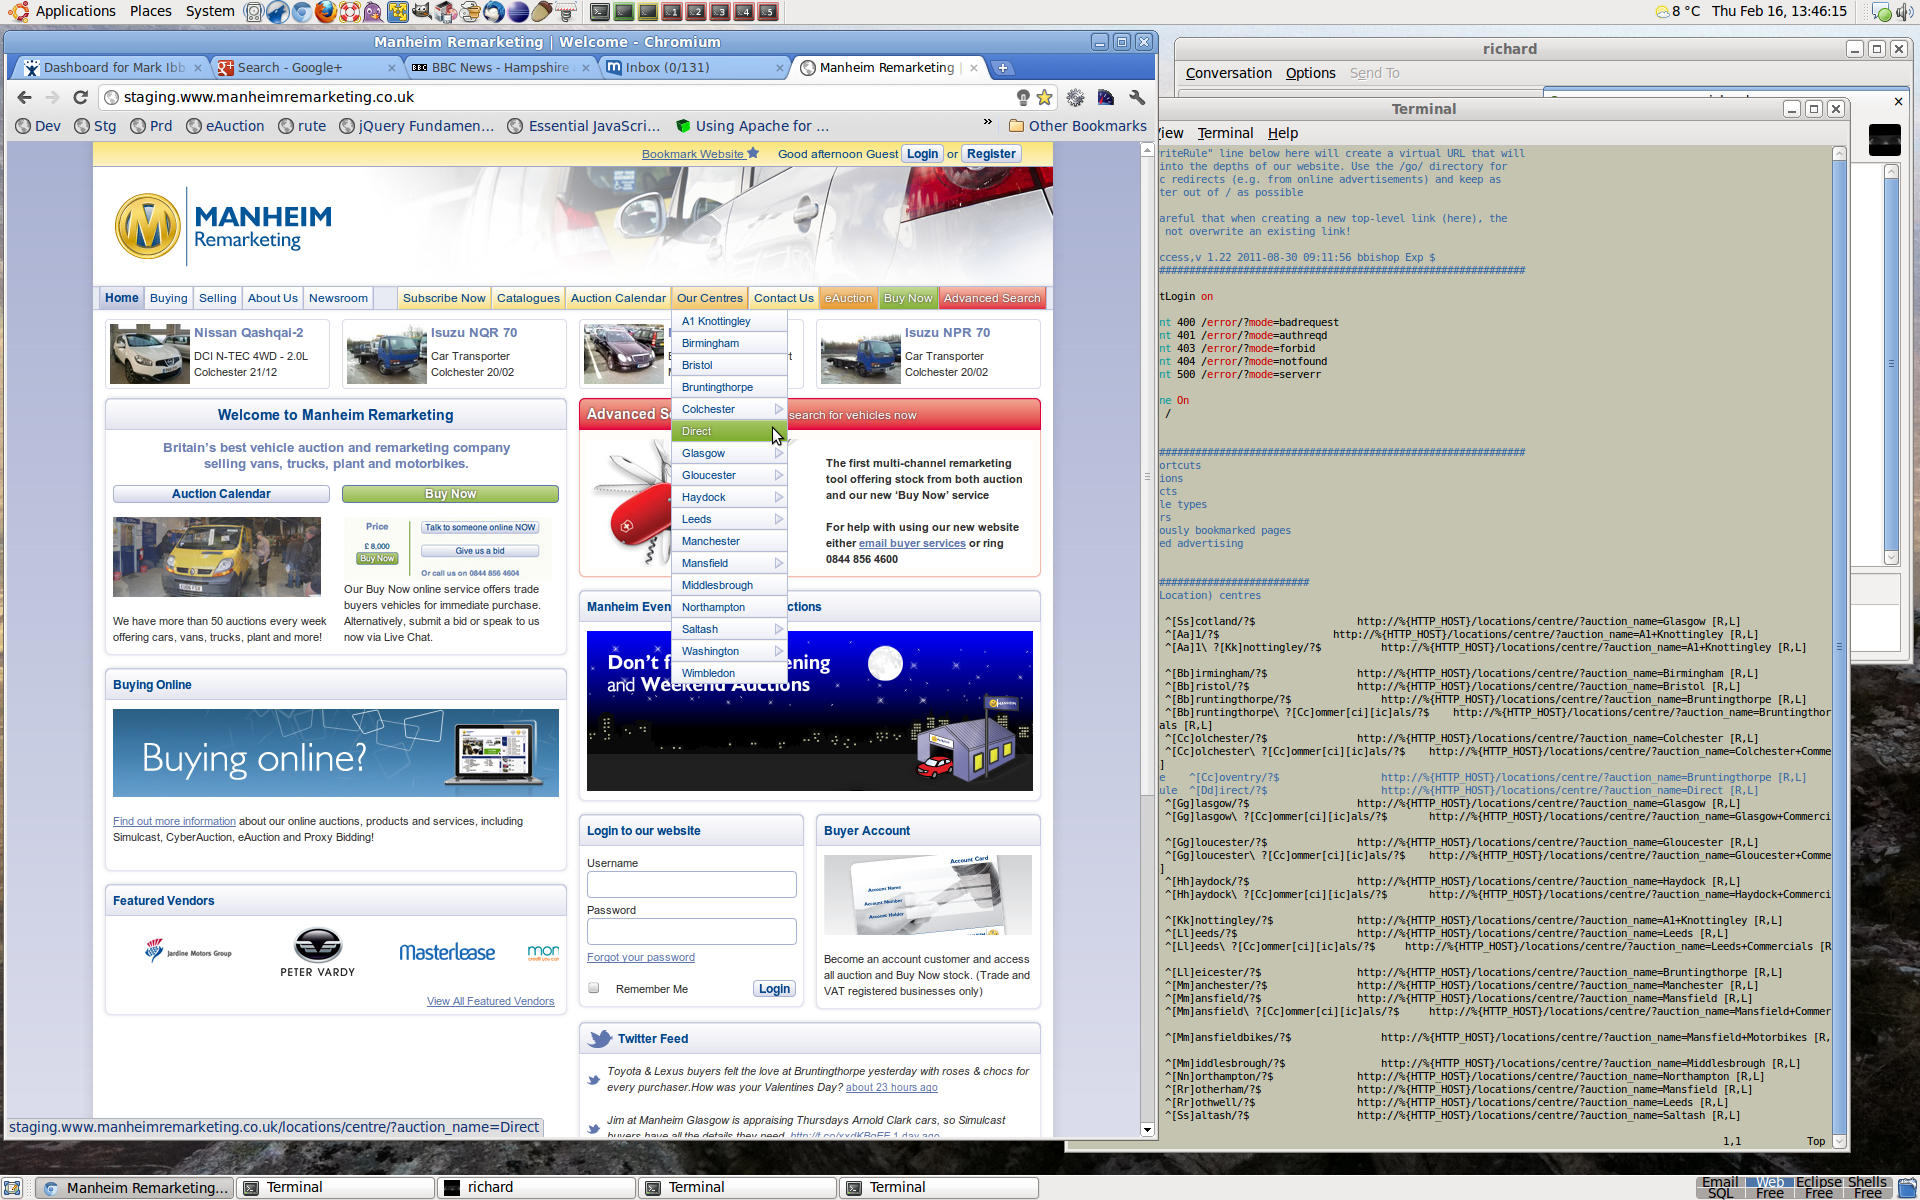 Applications Places System
8 °C Thu Feb 16, 13:46:15
Manheim Remarketing | Welcome - Chromium
Dashboard for Mark Ibb
Search - Google+
BBC News - Hampshire
Inbox (0/131)
Manheim Remarketing |
staging.www.manheimremarketing.co.uk
Dev Stg Prd eAuction rute jQuery Fundamen... Essential JavaScri... Using Apache for ... » Other Bookmarks
Bookmark Website Good afternoon Guest Login or Register
MANHEIM
Remarketing
Home Buying Selling About Us Newsroom Subscribe Now Catalogues Auction Calendar Our Centres Contact Us eAuction Buy Now Advanced Search
Nissan Qashqai-2
DCI N-TEC 4WD - 2.0L
Colchester 21/12
Isuzu NQR 70
Car Transporter
Colchester 20/02
Isuzu NPR 70
Car Transporter
Colchester 20/02
A1 Knottingley
Birmingham
Bristol
Bruntingthorpe
Colchester
Direct
Glasgow
Gloucester
Haydock
Leeds
Manchester
Mansfield
Middlesbrough
Northampton
Saltash
Washington
Wimbledon
Welcome to Manheim Remarketing
Britain's best vehicle auction and remarketing company
selling vans, trucks, plant and motorbikes.
Auction Calendar
Buy Now
Price
£ 8,000
Buy Now
Talk to someone online NOW
Give us a bid
Or call us on 0844 856 4604
We have more than 50 auctions every week
offering cars, vans, trucks, plant and more!
Our Buy Now online service offers trade
buyers vehicles for immediate purchase.
Alternatively, submit a bid or speak to us
now via Live Chat.
Advanced Se
search for vehicles now
The first multi-channel remarketing
tool offering stock from both auction
and our new 'Buy Now' service
For help with using our new website
either email buyer services or ring
0844 856 4600
Manheim Even
ctions
Don't f
ening
and Weekend Auctions
Buying Online
Buying online?
Find out more information about our online auctions, products and services, including
Simulcast, CyberAuction, eAuction and Proxy Bidding!
Featured Vendors
Jardine Motors Group
PETER VARDY
Masterlease
mor
View All Featured Vendors
Login to our website
Username
Password
Forgot your password
Remember Me
Login
Buyer Account
Account Card
Account Name
Account Number
Account Holder
Become an account customer and access
all auction and Buy Now stock. (Trade and
VAT registered businesses only)
Twitter Feed
Toyota & Lexus buyers felt the love at Bruntingthorpe yesterday with roses & chocs for
every purchaser.How was your Valentines Day? about 23 hours ago
Jim at Manheim Glasgow is appraising Thursdays Arnold Clark cars, so Simulcast
buyers have all the details they need. 1 day ago
staging.www.manheimremarketing.co.uk/locations/centre/?auction_name=Direct
richard
Conversation Options Send To
Terminal
iew Terminal Help
riteRule" line below here will create a virtual URL that will
into the depths of our website. Use the /go/ directory for
c redirects (e.g. from online advertisements) and keep as
ter out of / as possible
areful that when creating a new top-level link (here), the
not overwrite an existing link!
ccess,v 1.22 2011-08-30 09:11:56 bbishop Exp $
#############################################################
tLogin on
nt 400 /error/?mode=badrequest
nt 401 /error/?mode=authreqd
nt 403 /error/?mode=forbid
nt 404 /error/?mode=notfound
nt 500 /error/?mode=serverr
ne On
/
#############################################################
ortcuts
ions
cts
le types
rs
ously bookmarked pages
ed advertising
#########################
Location) centres
^[Ss]cotland/?$ http://%{HTTP_HOST}/locations/centre/?auction_name=Glasgow [R,L]
^[Aa]1/?$ http://%{HTTP_HOST}/locations/centre/?auction_name=A1+Knottingley [R,L]
^[Aa]1\ ?[Kk]nottingley/?$ http://%{HTTP_HOST}/locations/centre/?auction_name=A1+Knottingley [R,L]
^[Bb]irmingham/?$ http://%{HTTP_HOST}/locations/centre/?auction_name=Birmingham [R,L]
^[Bb]ristol/?$ http://%{HTTP_HOST}/locations/centre/?auction_name=Bristol [R,L]
^[Bb]runtingthorpe/?$ http://%{HTTP_HOST}/locations/centre/?auction_name=Bruntingthorpe [R,L]
^[Bb]runtingthorpe\ ?[Cc]ommer[ci][ic]als/?$ http://%{HTTP_HOST}/locations/centre/?auction_name=Bruntingthor
als [R,L]
^[Cc]olchester/?$ http://%{HTTP_HOST}/locations/centre/?auction_name=Colchester [R,L]
^[Cc]olchester\ ?[Cc]ommer[ci][ic]als/?$ http://%{HTTP_HOST}/locations/centre/?auction_name=Colchester+Comme
]
e ^[Cc]oventry/?$ http://%{HTTP_HOST}/locations/centre/?auction_name=Bruntingthorpe [R,L]
ule ^[Dd]irect/?$ http://%{HTTP_HOST}/locations/centre/?auction_name=Direct [R,L]
^[Gg]lasgow/?$ http://%{HTTP_HOST}/locations/centre/?auction_name=Glasgow [R,L]
^[Gg]lasgow\ ?[Cc]ommer[ci][ic]als/?$ http://%{HTTP_HOST}/locations/centre/?auction_name=Glasgow+Commerci
^[Gg]loucester/?$ http://%{HTTP_HOST}/locations/centre/?auction_name=Gloucester [R,L]
^[Gg]loucester\ ?[Cc]ommer[ci][ic]als/?$ http://%{HTTP_HOST}/locations/centre/?auction_name=Gloucester+Comme
]
^[Hh]aydock/?$ http://%{HTTP_HOST}/locations/centre/?auction_name=Haydock [R,L]
^[Hh]aydock\ ?[Cc]ommer[ci][ic]als/?$ http://%{HTTP_HOST}/locations/centre/?auction_name=Haydock+Commerci
^[Kk]nottingley/?$ http://%{HTTP_HOST}/locations/centre/?auction_name=A1+Knottingley [R,L]
^[Ll]eeds/?$ http://%{HTTP_HOST}/locations/centre/?auction_name=Leeds [R,L]
^[Ll]eeds\ ?[Cc]ommer[ci][ic]als/?$ http://%{HTTP_HOST}/locations/centre/?auction_name=Leeds+Commercials [R
^[Ll]eicester/?$ http://%{HTTP_HOST}/locations/centre/?auction_name=Bruntingthorpe [R,L]
^[Mm]anchester/?$ http://%{HTTP_HOST}/locations/centre/?auction_name=Manchester [R,L]
^[Mm]ansfield/?$ http://%{HTTP_HOST}/locations/centre/?auction_name=Mansfield [R,L]
^[Mm]ansfield\ ?[Cc]ommer[ci][ic]als/?$ http://%{HTTP_HOST}/locations/centre/?auction_name=Mansfield+Commer
^[Mm]ansfieldbikes/?$ http://%{HTTP_HOST}/locations/centre/?auction_name=Mansfield+Motorbikes [R,
^[Mm]iddlesbrough/?$ http://%{HTTP_HOST}/locations/centre/?auction_name=Middlesbrough [R,L]
^[Nn]orthampton/?$ http://%{HTTP_HOST}/locations/centre/?auction_name=Northampton [R,L]
^[Rr]otherham/?$ http://%{HTTP_HOST}/locations/centre/?auction_name=Mansfield [R,L]
^[Rr]othwell/?$ http://%{HTTP_HOST}/locations/centre/?auction_name=Leeds [R,L]
^[Ss]altash/?$ http://%{HTTP_HOST}/locations/centre/?auction_name=Saltash [R,L]
1,1 Top
Manheim Remarketing... Terminal richard Terminal Terminal
Email Web Eclipse Shells
SQL Free Free Free